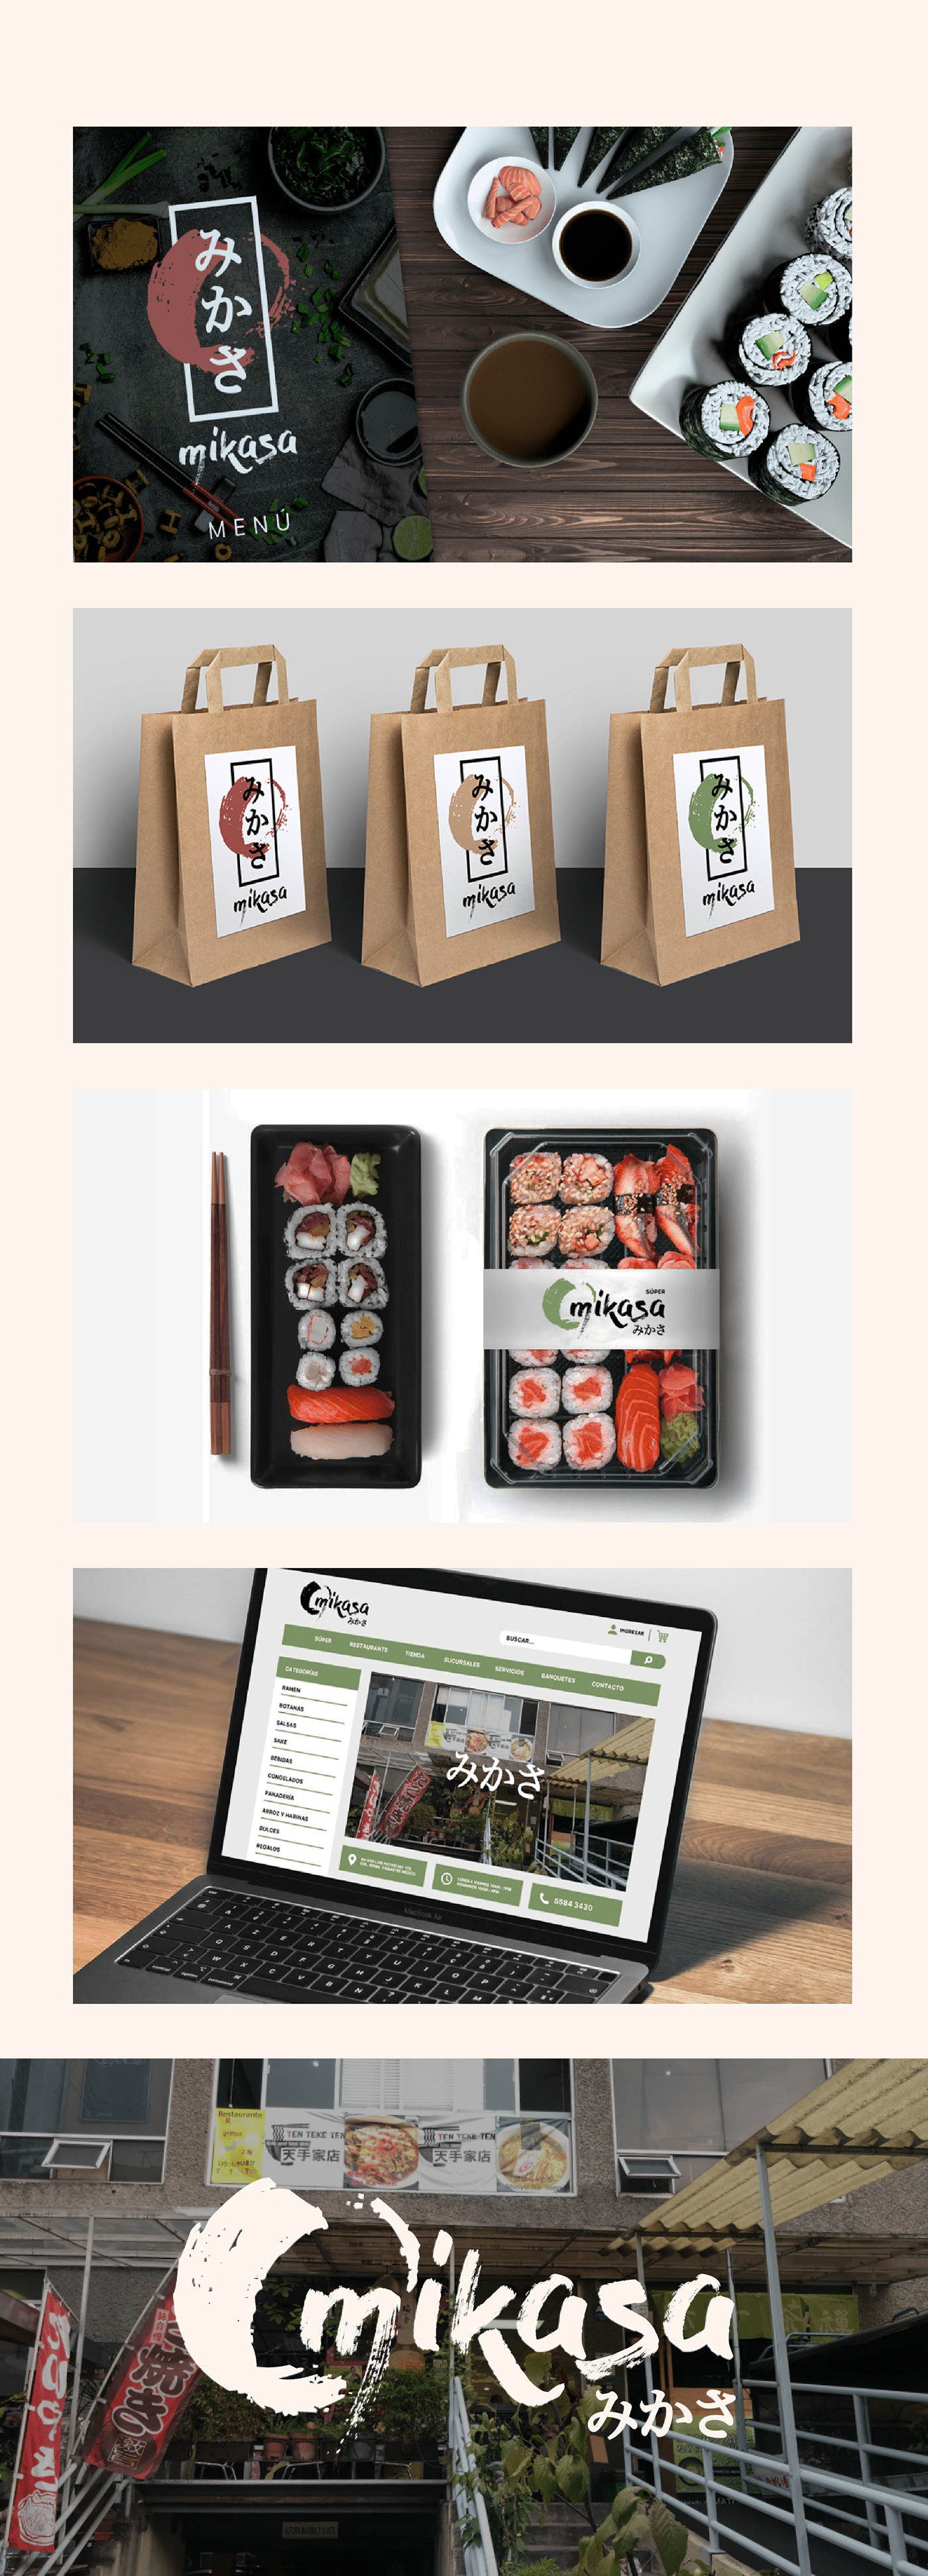 みかさ
mikasa
MENÚ
みかさ
mikasa
みかさ
mikasa
みかさ
mikasa
SÚPER
mikasa
みかさ
mikasa
みかさ
INGRESAR
BUSCAR...
SÚPER RESTAURANTE TIENDA SUCURSALES SERVICIOS BANQUETES CONTACTO
CATEGORÍAS
RAMEN
BOTANAS
SALSAS
SAKE
BEBIDAS
CONGELADOS
PANADERÍA
ARROZ Y HARINAS
DULCES
REGALOS
みかさ
5584 3430
MacBook Air
Restaurante
TEN TEKE TEN
天手家店
TEN TEKE TEN
天手家店
mikasa
みかさ